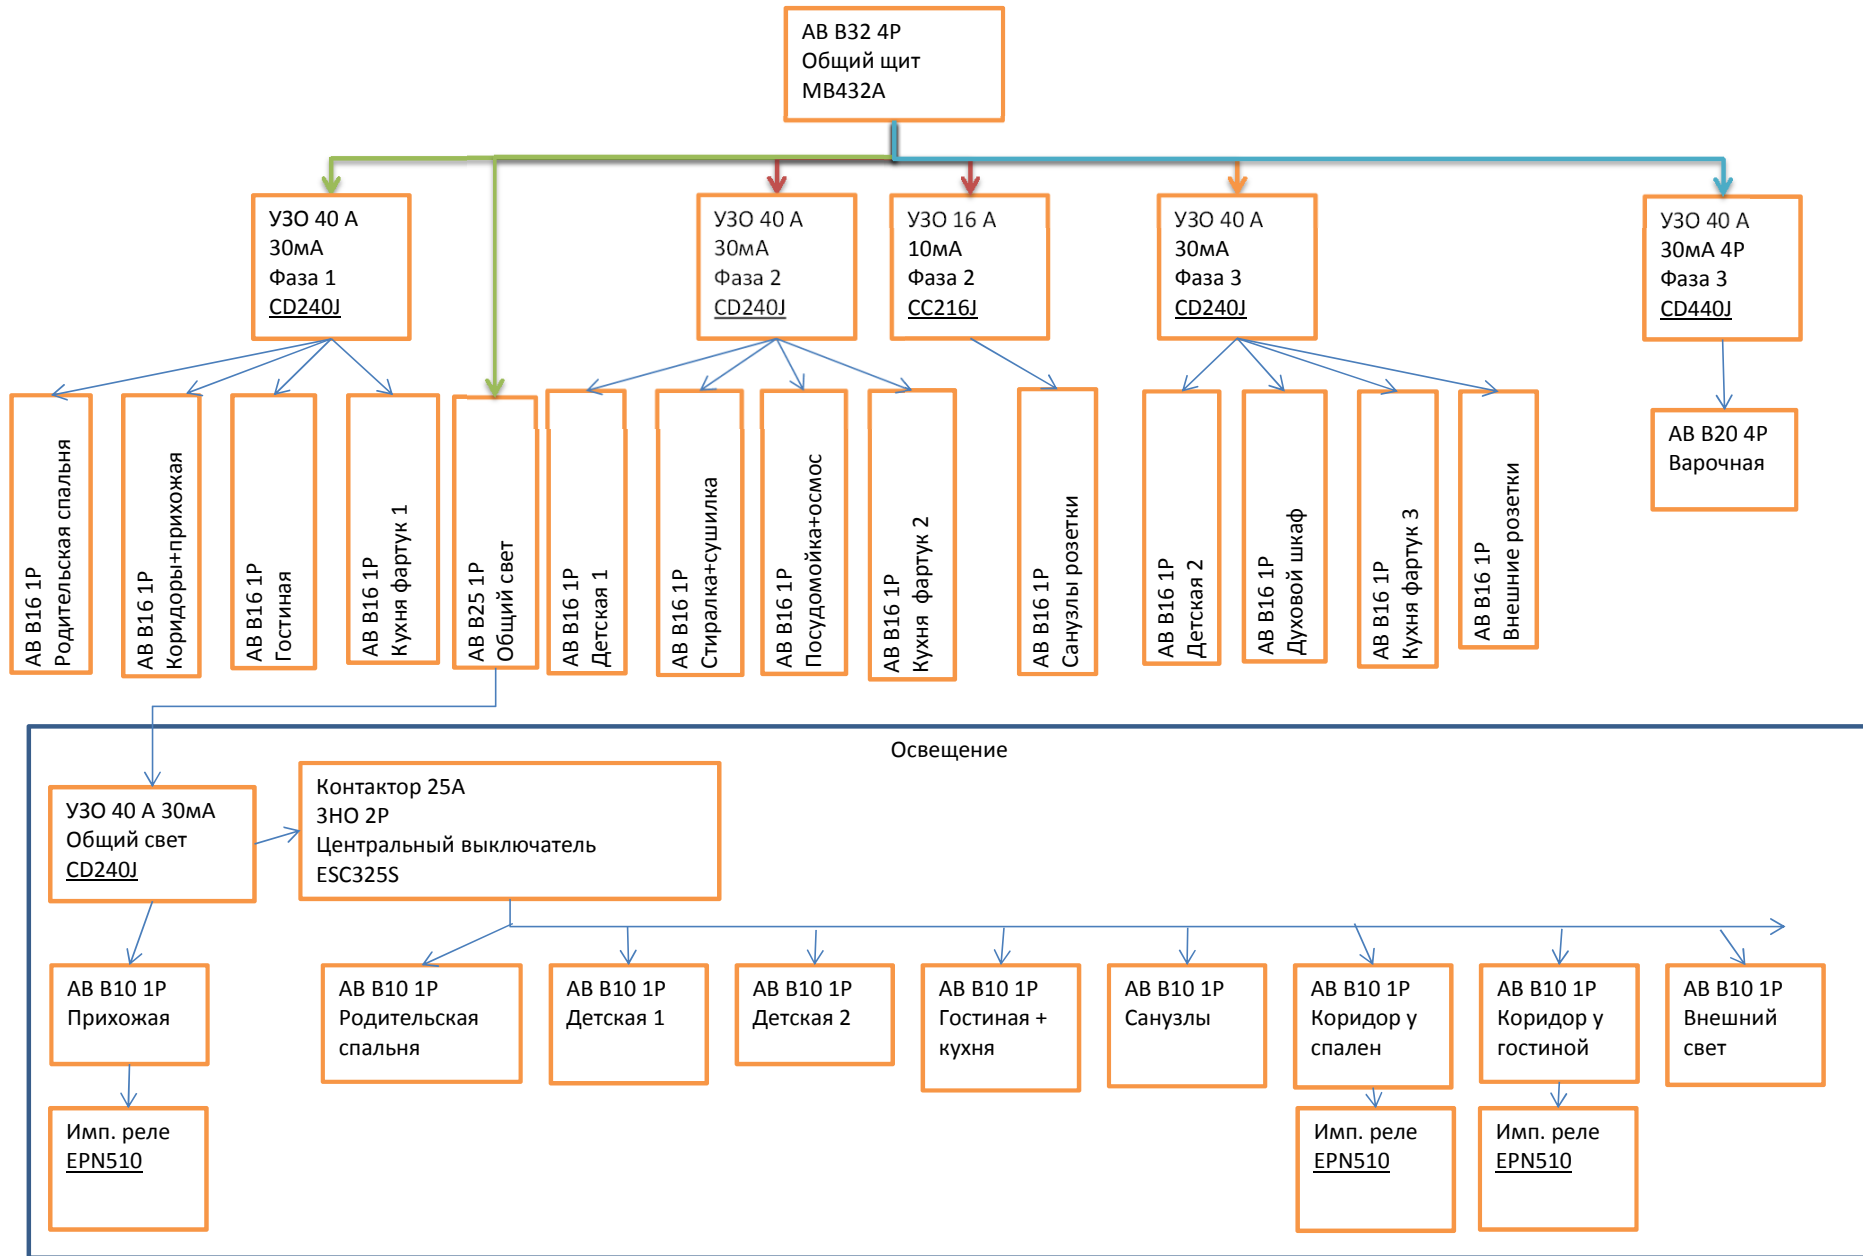 АВ В32 4Р
Общий щит
МВ432А
УЗО 40 А
30мА
Фаза 1
CD240J
УЗО 40 А
30мА
Фаза 2
CD240J
УЗО 16 А
10мА
Фаза 2
CC216J
УЗО 40 А
30мА
Фаза 3
CD240J
УЗО 40 А
30мА 4Р
Фаза 3
CD440J
АВ В16 1Р
Родительская спальня
АВ В16 1Р
Коридоры+прихожая
АВ В16 1Р
Гостиная
АВ В16 1Р
Кухня фартук 1
АВ В25 1Р
Общий свет
АВ В16 1Р
Детская 1
АВ В16 1Р
Стиралка+сушилка
АВ В16 1Р
Посудомойка+осмос
АВ В16 1Р
Кухня фартук 2
АВ В16 1Р
Санузлы розетки
АВ В16 1Р
Детская 2
АВ В16 1Р
Духовой шкаф
АВ В16 1Р
Кухня фартук 3
АВ В16 1Р
Внешние розетки
АВ В20 4Р
Варочная
Освещение
УЗО 40 А 30мА
Общий свет
CD240J
Контактор 25А
3НО 2Р
Центральный выключатель
ESC325S
АВ В10 1Р
Прихожая
АВ В10 1Р
Родительская
спальня
АВ В10 1Р
Детская 1
АВ В10 1Р
Детская 2
АВ В10 1Р
Гостиная +
кухня
АВ В10 1Р
Санузлы
АВ В10 1Р
Коридор у
спален
АВ В10 1Р
Коридор у
гостиной
АВ В10 1Р
Внешний
свет
Имп. реле
EPN510
Имп. реле
EPN510
Имп. реле
EPN510